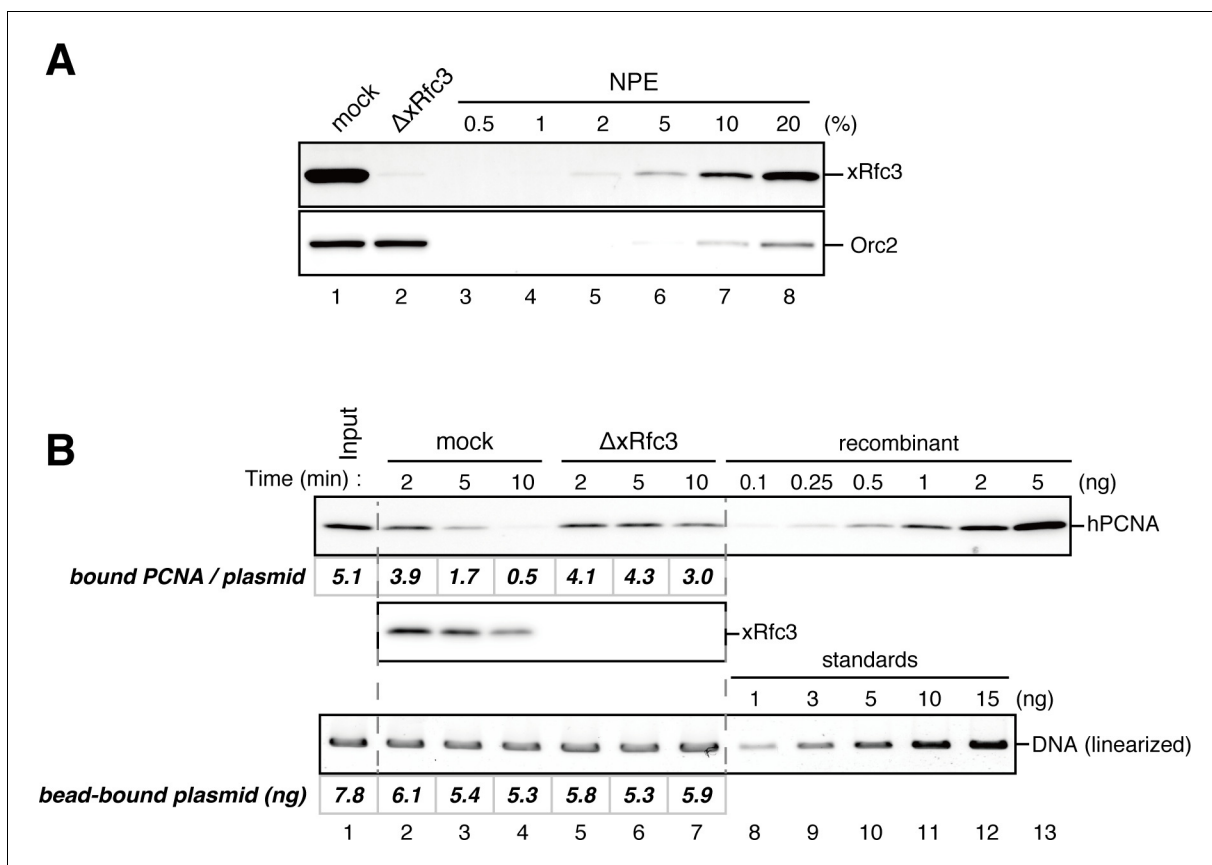 A
mock ΔxRfc3 NPE
0.5 1 2 5 10 20 (%)
xRfc3
Orc2
1 2 3 4 5 6 7 8
B
Input mock ΔxRfc3 recombinant
Time (min) : 2 5 10 2 5 10 0.1 0.25 0.5 1 2 5 (ng)
hPCNA
bound PCNA / plasmid 5.1 3.9 1.7 0.5 4.1 4.3 3.0
xRfc3
standards
1 3 5 10 15 (ng)
DNA (linearized)
bead-bound plasmid (ng) 7.8 6.1 5.4 5.3 5.8 5.3 5.9
1 2 3 4 5 6 7 8 9 10 11 12 13